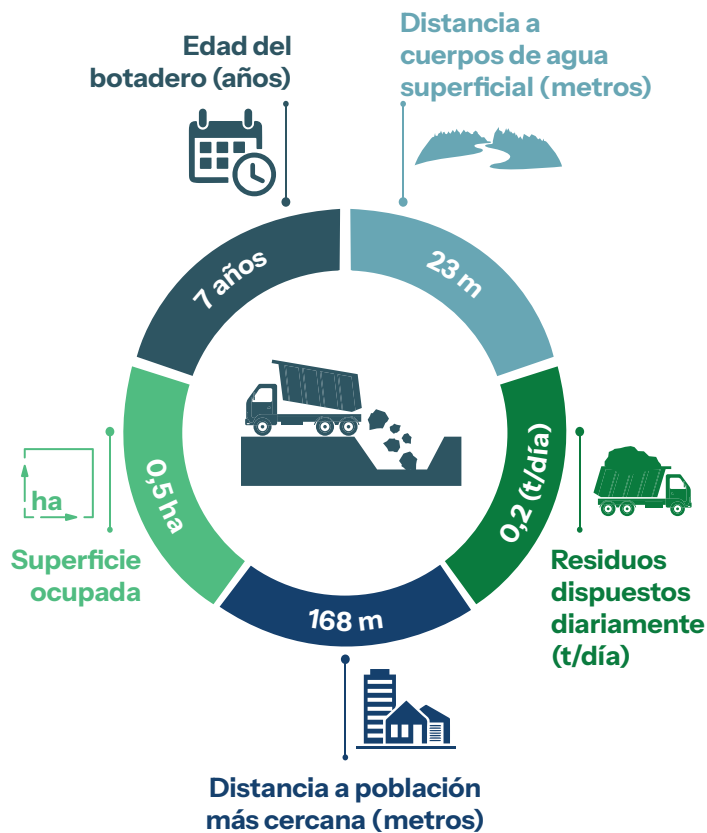 Edad del
botadero (años)
Distancia a
cuerpos de agua
superficial (metros)
7 años
23 m
0,5 ha
0,2 (t/día)
ha
Superficie
ocupada
Residuos
dispuestos
diariamente
(t/día)
168 m
Distancia a población
más cercana (metros)